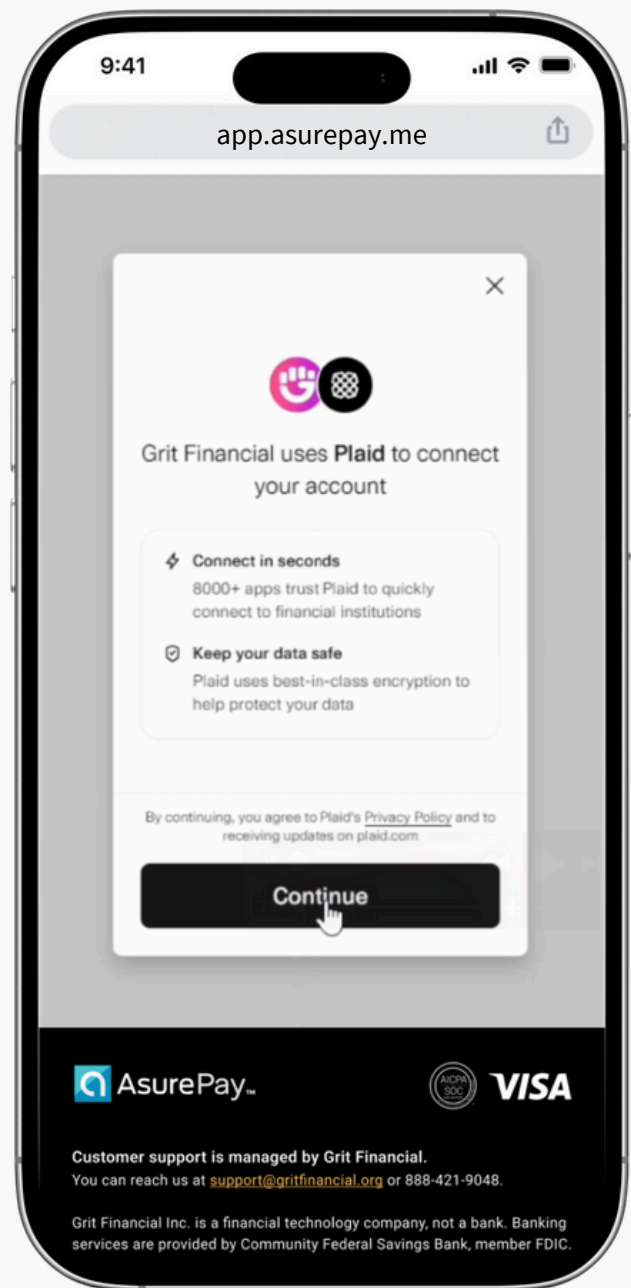 9:41
app.asurepay.me
Grit Financial uses Plaid to connect
your account
Connect in seconds
8000+ apps trust Plaid to quickly
connect to financial institutions
Keep your data safe
Plaid uses best-in-class encryption to
help protect your data
By continuing, you agree to Plaid's Privacy Policy and to
receiving updates on plaid.com
Continue
AsurePay™
AICPA
SOC
VISA
Customer support is managed by Grit Financial.
You can reach us at support@gritfinancial.org or 888-421-9048.
Grit Financial Inc. is a financial technology company, not a bank. Banking
services are provided by Community Federal Savings Bank, member FDIC.